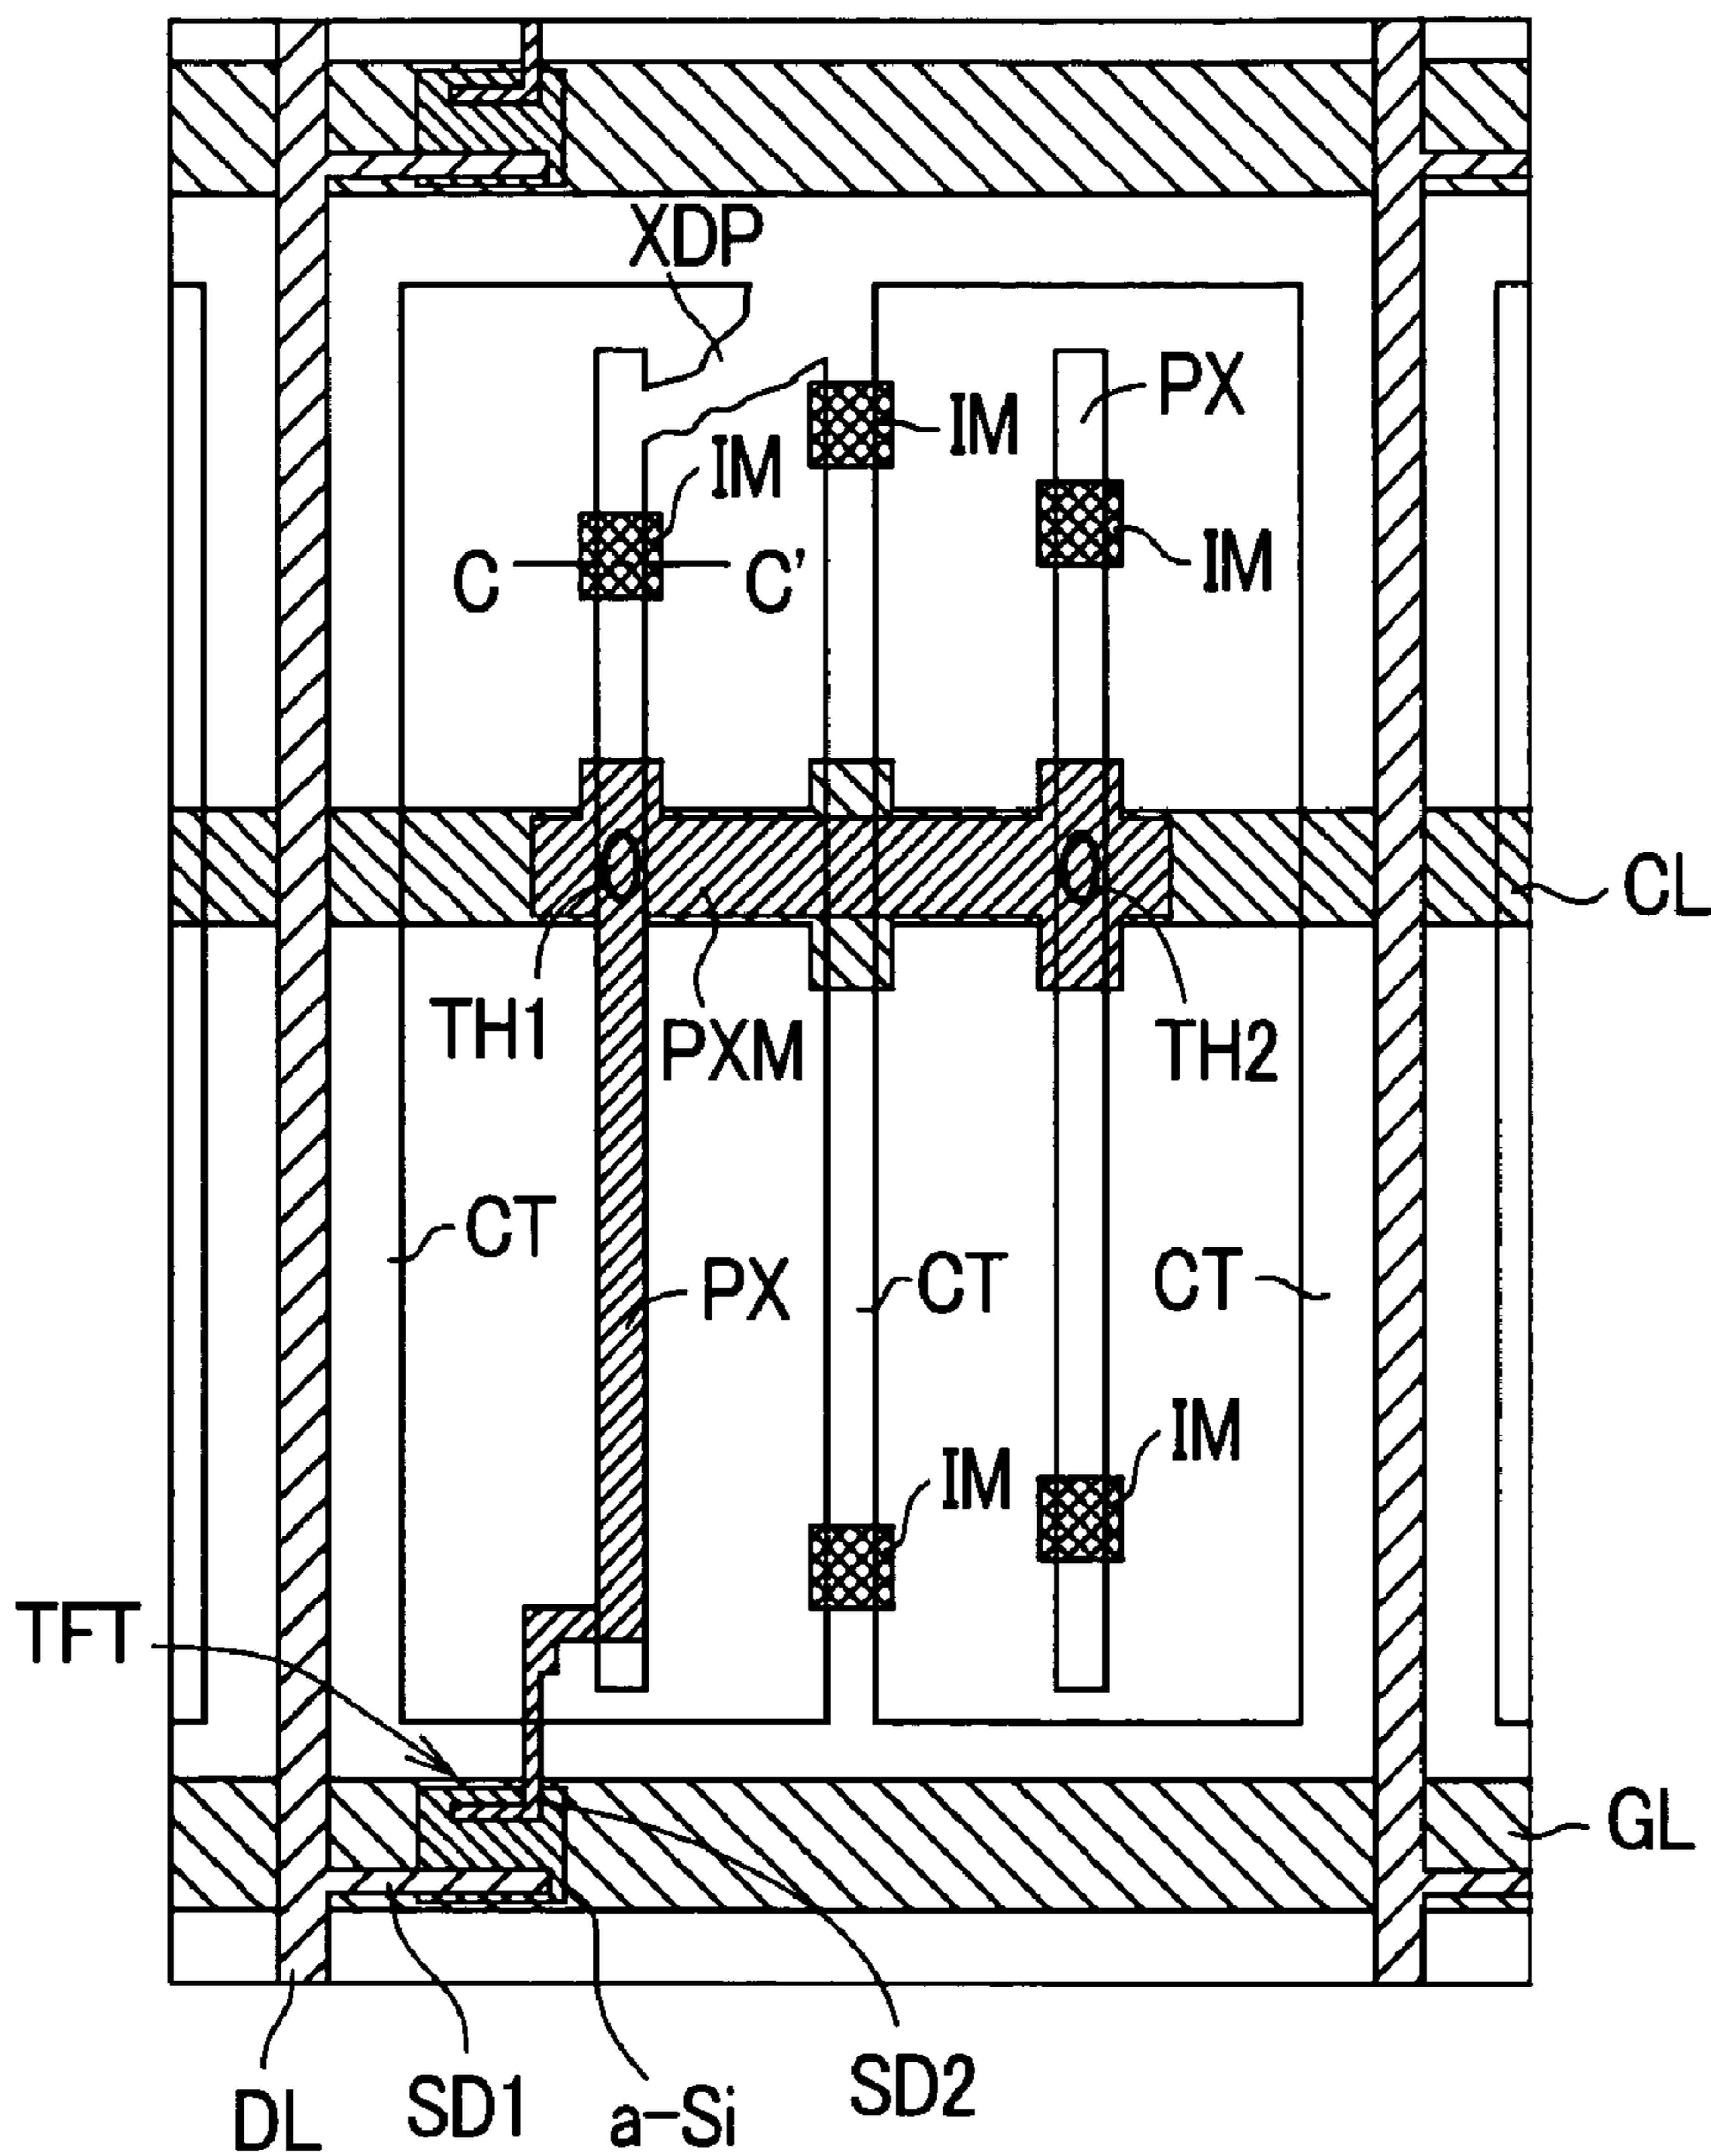 XDP
PX
IM
IM
C
C'
IM
CL
TH1
PXM
TH2
CT
PX
CT
CT
IM
IM
TFT
GL
DL
SD1
a-Si
SD2